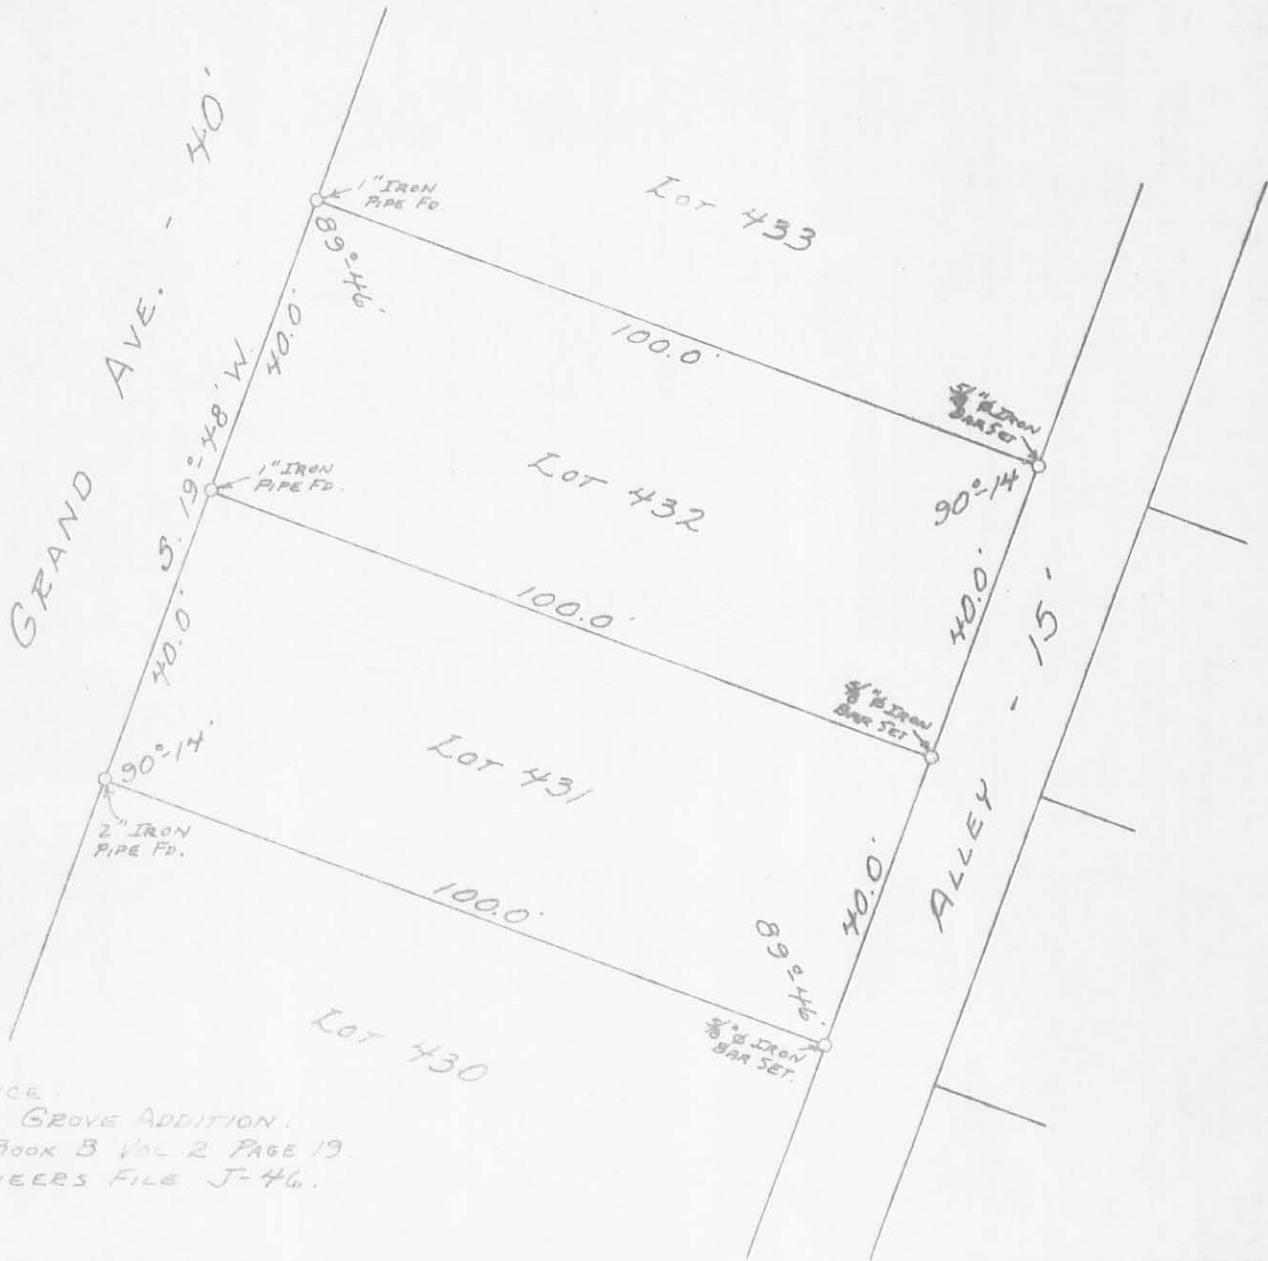 GRAND AVE. - 40'
1" IRON
PIPE FD.
LOT 433
89°-46'
40.0'
100.0'
5/8" ø IRON
BAR SET
S. 19°-48' W.
1" IRON
PIPE FD.
LOT 432
90°-14'
40.0'
100.0'
40.0'
ALLEY - 15'
5/8" ø IRON
BAR SET
LOT 431
90°-14'
2" IRON
PIPE FD.
100.0'
40.0'
89°-46'
5/8" ø IRON
BAR SET.
LOT 430
GROVE ADDITION.
BOOK B VOL 2 PAGE 19.
FILE J-46.